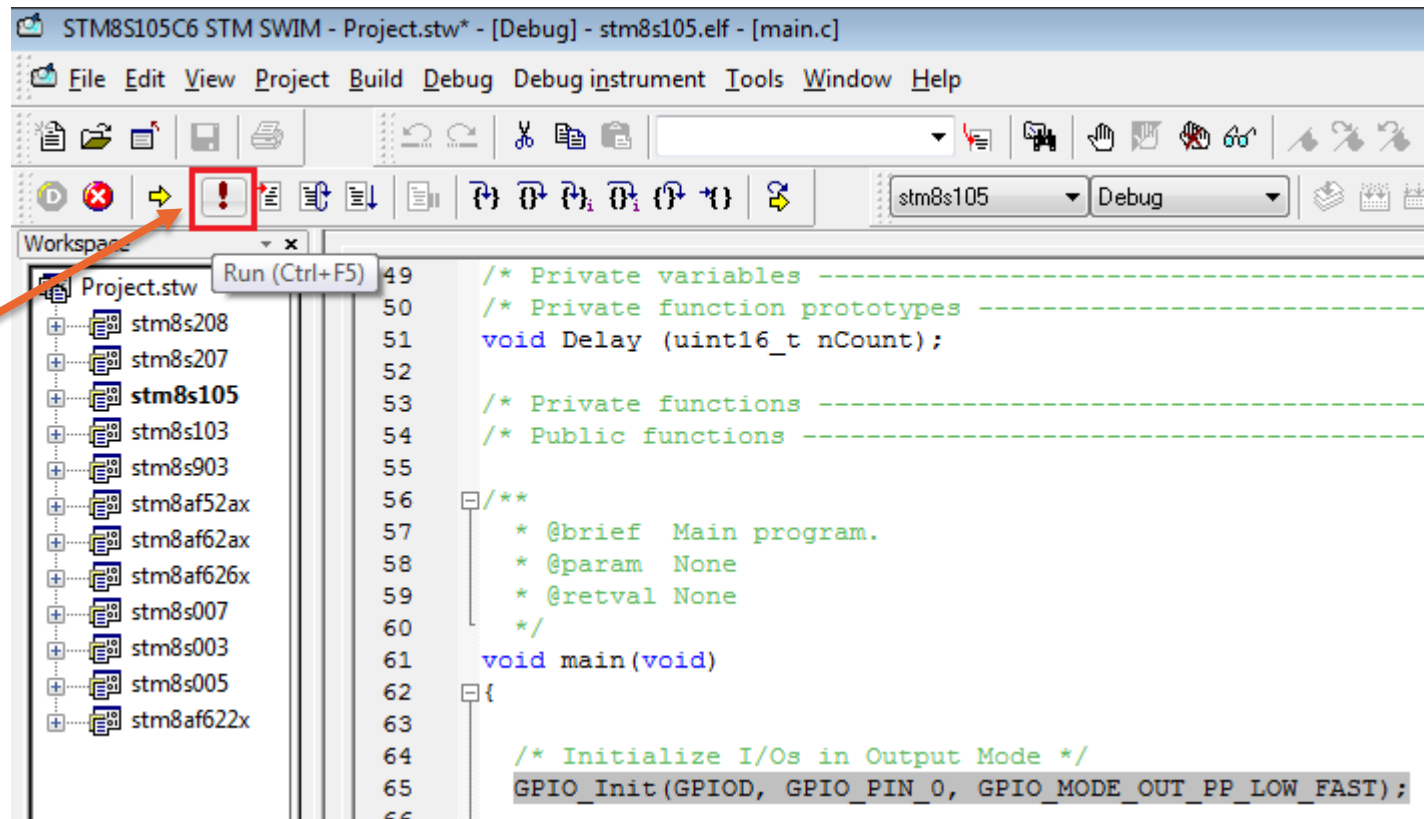 STM8S105C6 STM SWIM - Project.stw* - [Debug] - stm8s105.elf - [main.c]
File Edit View Project Build Debug Debug instrument Tools Window Help
stm8s105 Debug
Workspace
Run (Ctrl+F5)
Project.stw
stm8s208
stm8s207
stm8s105
stm8s103
stm8s903
stm8af52ax
stm8af62ax
stm8af626x
stm8s007
stm8s003
stm8s005
stm8af622x
49 /* Private variables ---------------------------------------
50 /* Private function prototypes -----------------------------
51 void Delay (uint16_t nCount);
52
53 /* Private functions ---------------------------------------
54 /* Public functions ----------------------------------------
55
56 /**
57 * @brief  Main program.
58 * @param  None
59 * @retval None
60 */
61 void main(void)
62 {
63
64 /* Initialize I/Os in Output Mode */
65 GPIO_Init(GPIOD, GPIO_PIN_0, GPIO_MODE_OUT_PP_LOW_FAST);
66